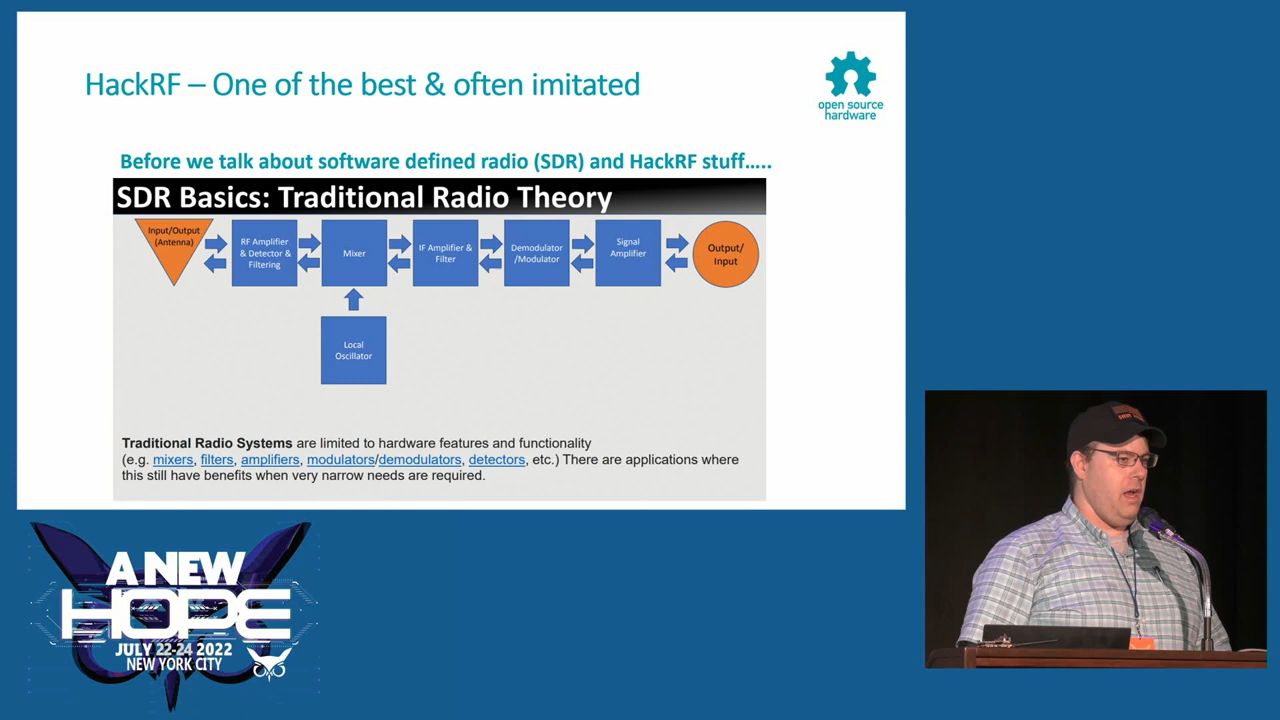 HackRF – One of the best & often imitated
open source
hardware
Before we talk about software defined radio (SDR) and HackRF stuff…..
SDR Basics: Traditional Radio Theory
Input/Output
(Antenna)
RF Amplifier
& Detector &
Filtering
Mixer
IF Amplifier &
Filter
Demodulator
/Modulator
Signal
Amplifier
Output/
Input
Local
Oscillator
Traditional Radio Systems are limited to hardware features and functionality
(e.g. mixers, filters, amplifiers, modulators/demodulators, detectors, etc.) There are applications where
this still have benefits when very narrow needs are required.
A NEW
HOPE
JULY 22-24 2022
NEW YORK CITY